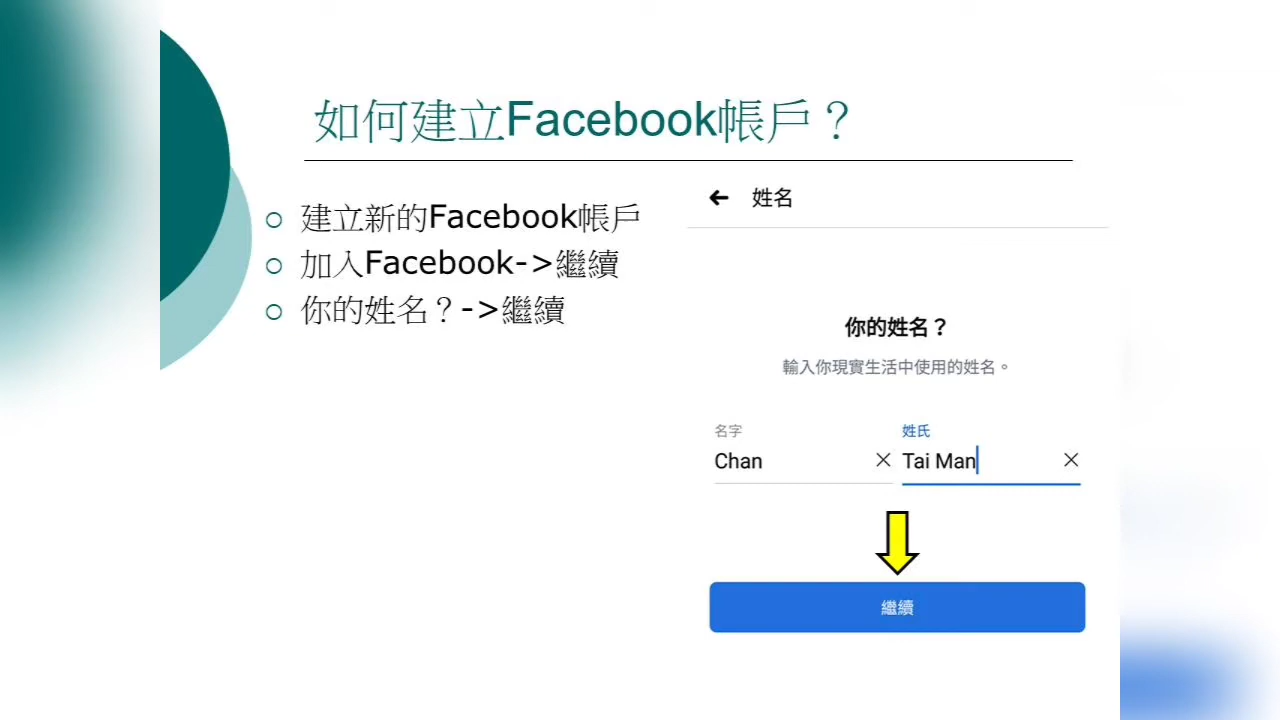 如何建立Facebook帳戶？
建立新的Facebook帳戶
加入Facebook->繼續
你的姓名？->繼續
姓名
你的姓名？
輸入你現實生活中使用的姓名。
名字 姓氏
Chan Tai Man
繼續